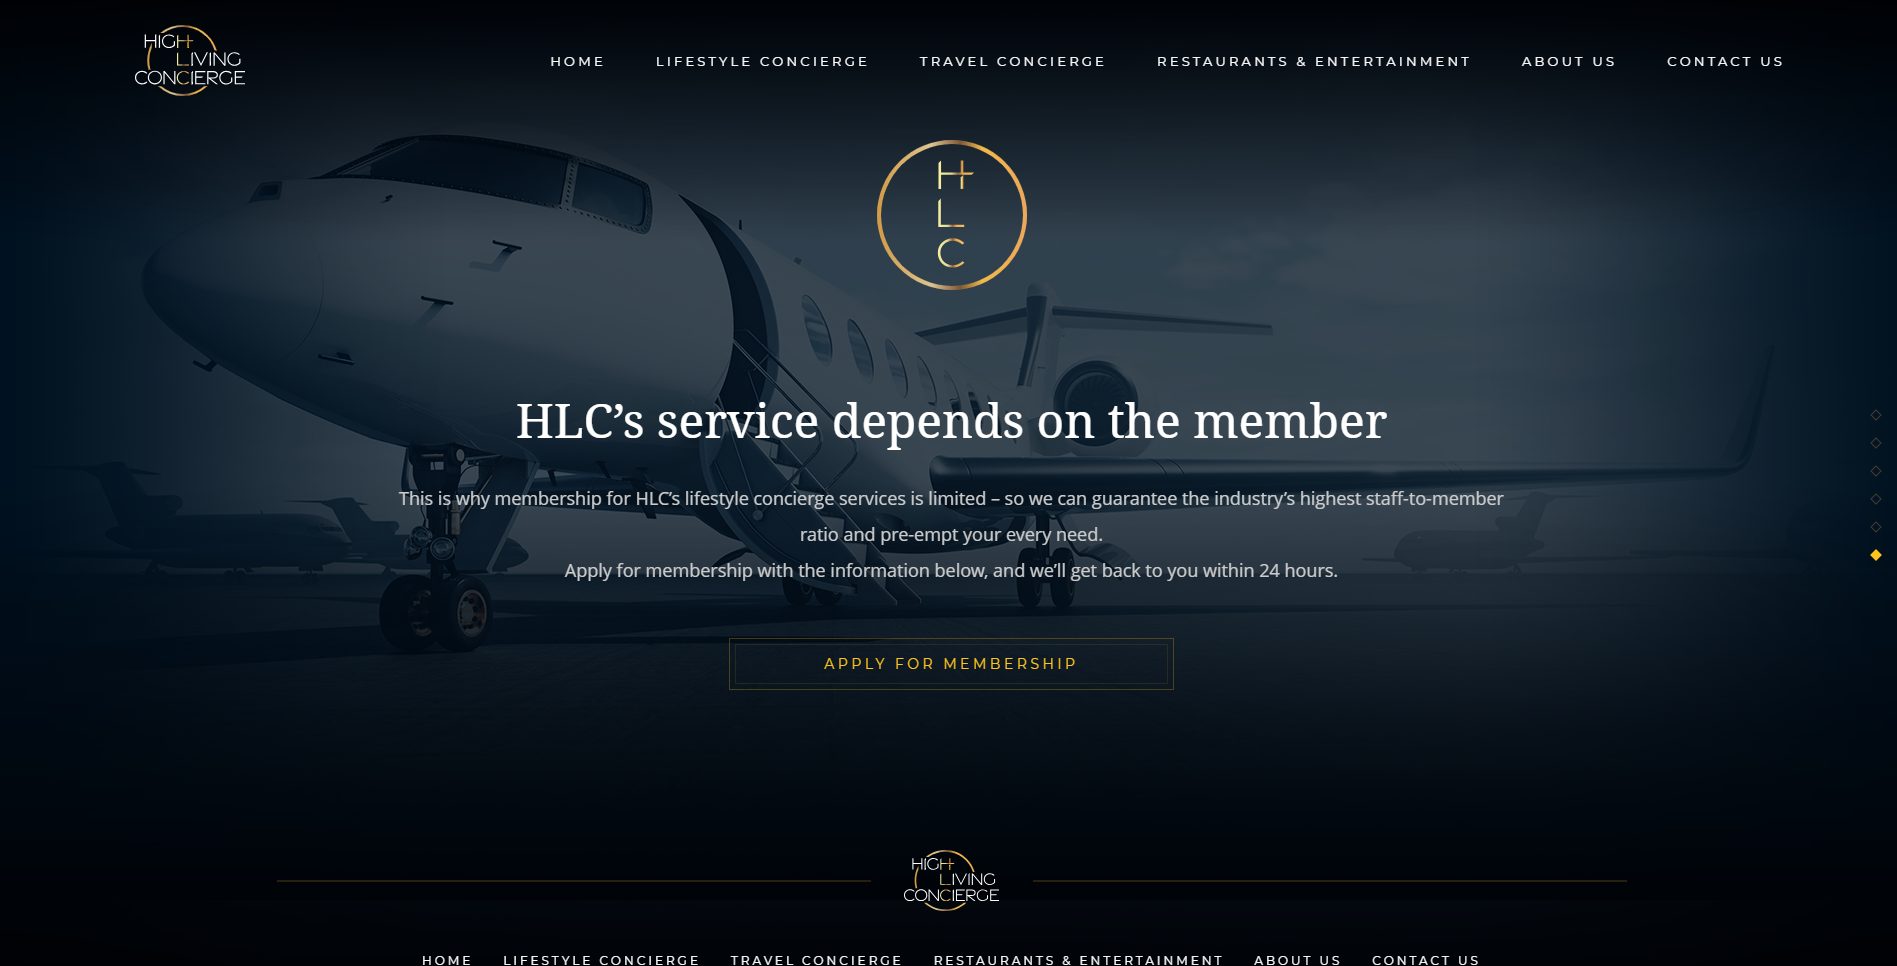 HIGH
LIVING
CONCIERGE
HOME LIFESTYLE CONCIERGE TRAVEL CONCIERGE RESTAURANTS & ENTERTAINMENT ABOUT US CONTACT US
H
L
C
HLC’s service depends on the member
This is why membership for HLC’s lifestyle concierge services is limited – so we can guarantee the industry’s highest staff-to-member
ratio and pre-empt your every need.
Apply for membership with the information below, and we’ll get back to you within 24 hours.
APPLY FOR MEMBERSHIP
HIGH
LIVING
CONCIERGE
HOME LIFESTYLE CONCIERGE TRAVEL CONCIERGE RESTAURANTS & ENTERTAINMENT ABOUT US CONTACT US